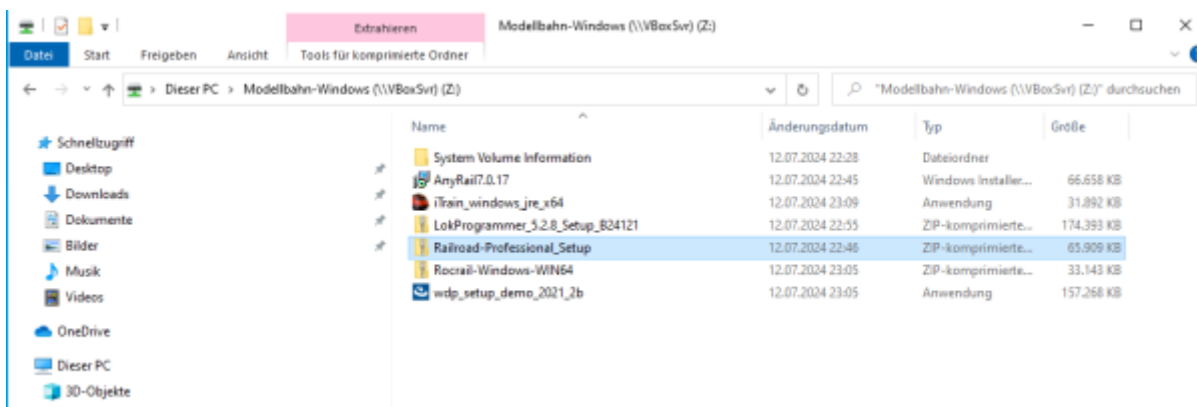 Extrahieren
Modellbahn-Windows (\\VBoxSvr) (Z:)
Datei Start Freigeben Ansicht Tools für komprimierte Ordner
Dieser PC > Modellbahn-Windows (\\VBoxSvr) (Z:)
"Modellbahn-Windows (\\VBoxSvr) (Z:)" durchsuchen
Name Änderungsdatum Typ Größe
Schnellzugriff
Desktop
Downloads
Dokumente
Bilder
Musik
Videos
OneDrive
Dieser PC
3D-Objekte
System Volume Information 12.07.2024 22:28 Dateiordner
AnyRail7.0.17 12.07.2024 22:45 Windows Installer... 66.658 KB
iTrain_windows_jre_x64 12.07.2024 23:09 Anwendung 31.892 KB
LokProgrammer_5.2.8_Setup_B24121 12.07.2024 22:55 ZIP-komprimierte... 174.393 KB
Railroad-Professional_Setup 12.07.2024 22:46 ZIP-komprimierte... 65.909 KB
Rocrail-Windows-WIN64 12.07.2024 23:05 ZIP-komprimierte... 33.143 KB
wdp_setup_demo_2021_2b 12.07.2024 23:05 Anwendung 157.268 KB